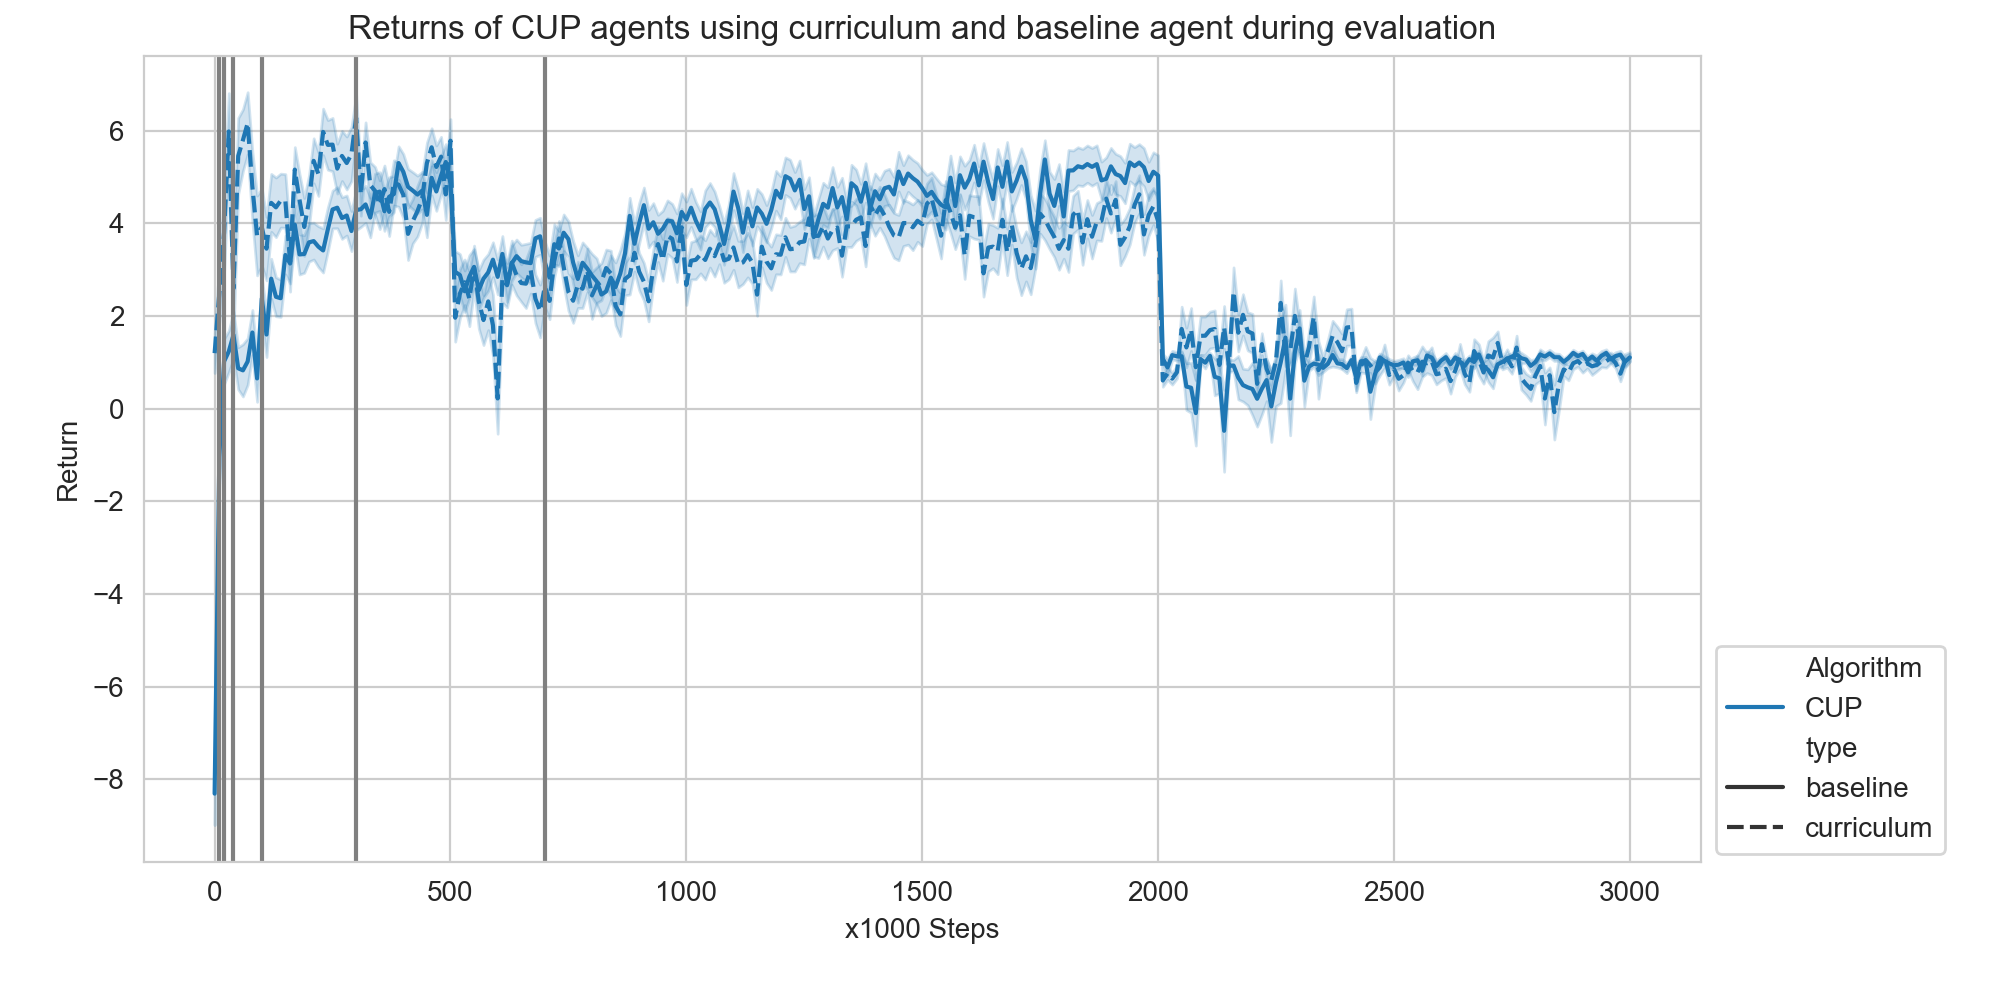 Returns of CUP agents using curriculum and baseline agent during evaluation
Return
6
4
2
0
−2
−4
−6
−8
0 500 1000 1500 2000 2500 3000
x1000 Steps
Algorithm
CUP
type
baseline
curriculum